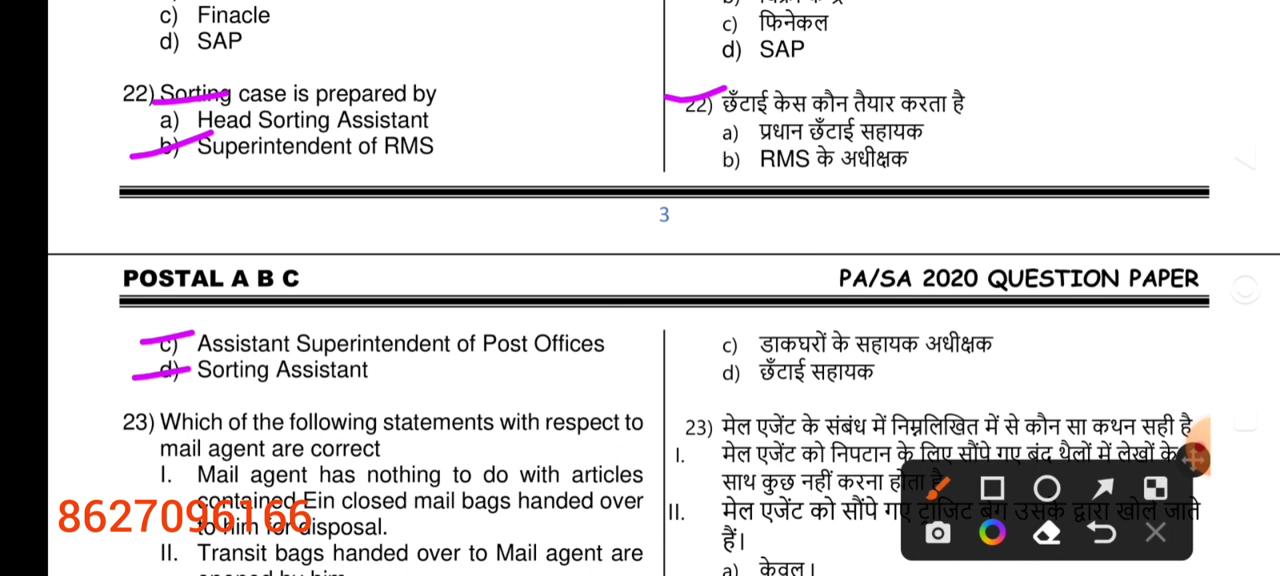 c) Finacle
d) SAP
22) Sorting case is prepared by
a) Head Sorting Assistant
b) Superintendent of RMS
c) फिनेकल
d) SAP
22) छँटाई केस कौन तैयार करता है
a) प्रधान छँटाई सहायक
b) RMS के अधीक्षक
3
POSTAL A B C
PA/SA 2020 QUESTION PAPER
c) Assistant Superintendent of Post Offices
d) Sorting Assistant
23) Which of the following statements with respect to
mail agent are correct
I. Mail agent has nothing to do with articles
contained Ein closed mail bags handed over
to him for disposal.
II. Transit bags handed over to Mail agent are
c) डाकघरों के सहायक अधीक्षक
d) छँटाई सहायक
23) मेल एजेंट के संबंध में निम्नलिखित में से कौन सा कथन सही है
I. मेल एजेंट को निपटान के लिए सौंपे गए बंद थैलों में लेखों के
साथ कुछ नहीं करना होता है
II. मेल एजेंट को सौंपे गए ट्रांजिट बैग उसके द्वारा खोले जाते
हैं।
a) केवल I
8627096166